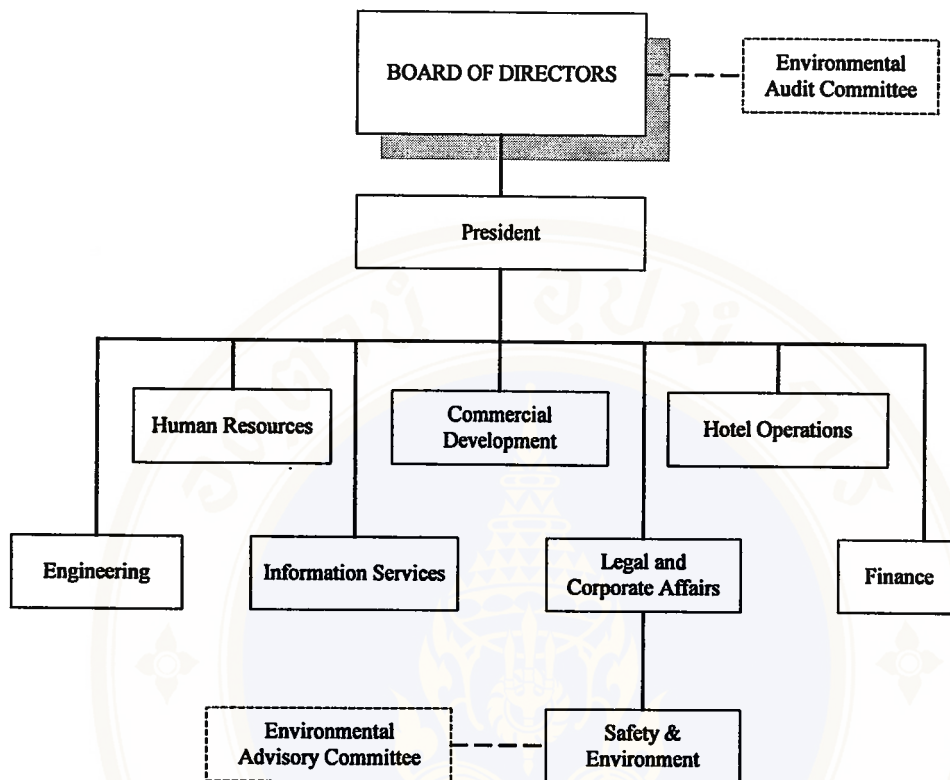 BOARD OF DIRECTORS
Environmental
Audit Committee
President
Human Resources
Commercial
Development
Hotel Operations
Engineering
Information Services
Legal and
Corporate Affairs
Finance
Environmental
Advisory Committee
Safety &
Environment